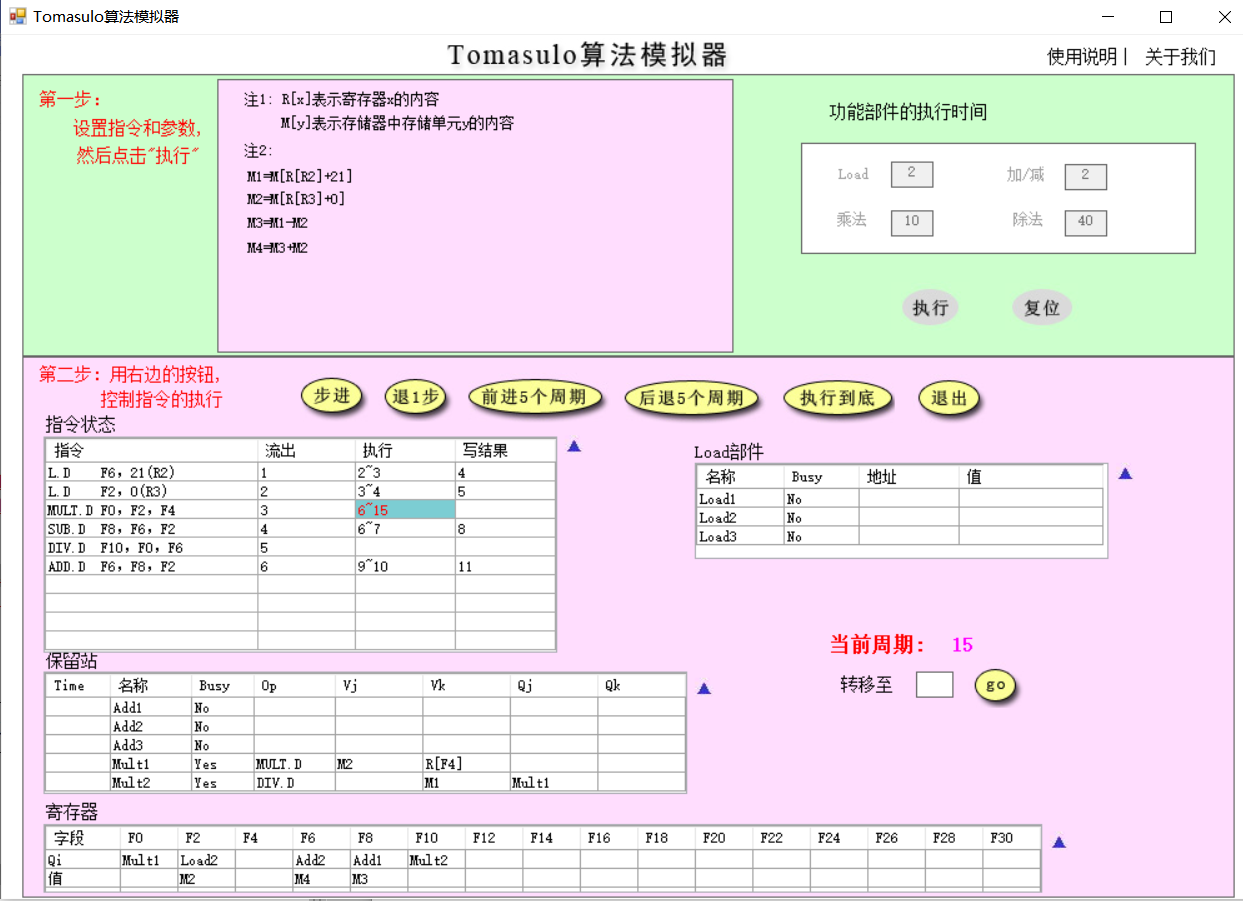 Tomasulo算法模拟器
Tomasulo算法模拟器
使用说明| 关于我们
第一步：
设置指令和参数，
然后点击"执行"
注1: R[x]表示寄存器x的内容
M[y]表示存储器中存储单元y的内容
注2:
M1=M[R[R2]+21]
M2=M[R[R3]+0]
M3=M1-M2
M4=M3+M2
功能部件的执行时间
Load 2 加/减 2
乘法 10 除法 40
执行 复位
第二步：用右边的按钮，
控制指令的执行
步进 退1步 前进5个周期 后退5个周期 执行到底 退出
指令状态
指令 流出 执行 写结果
L.D F6，21(R2) 1 2~3 4
L.D F2，0(R3) 2 3~4 5
MULT.D F0，F2，F4 3 6~15
SUB.D F8，F6，F2 4 6~7 8
DIV.D F10，F0，F6 5
ADD.D F6，F8，F2 6 9~10 11
Load部件
名称 Busy 地址 值
Load1 No
Load2 No
Load3 No
当前周期： 15
转移至 go
保留站
Time 名称 Busy Op Vj Vk Qj Qk
Add1 No
Add2 No
Add3 No
Mult1 Yes MULT.D M2 R[F4]
Mult2 Yes DIV.D M1 Mult1
寄存器
字段 F0 F2 F4 F6 F8 F10 F12 F14 F16 F18 F20 F22 F24 F26 F28 F30
Qi Mult1 Load2 Add2 Add1 Mult2
值 M2 M4 M3